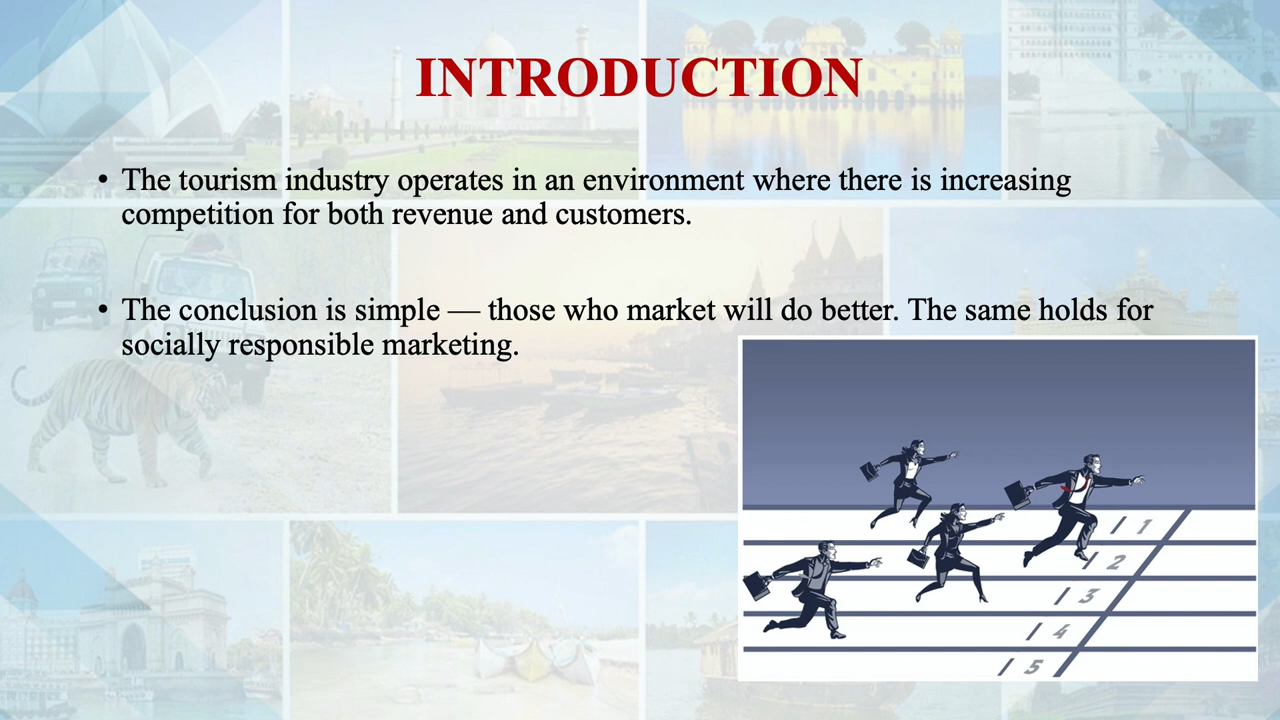 INTRODUCTION
• The tourism industry operates in an environment where there is increasing
competition for both revenue and customers.
• The conclusion is simple — those who market will do better. The same holds for
socially responsible marketing.
1
2
3
4
5